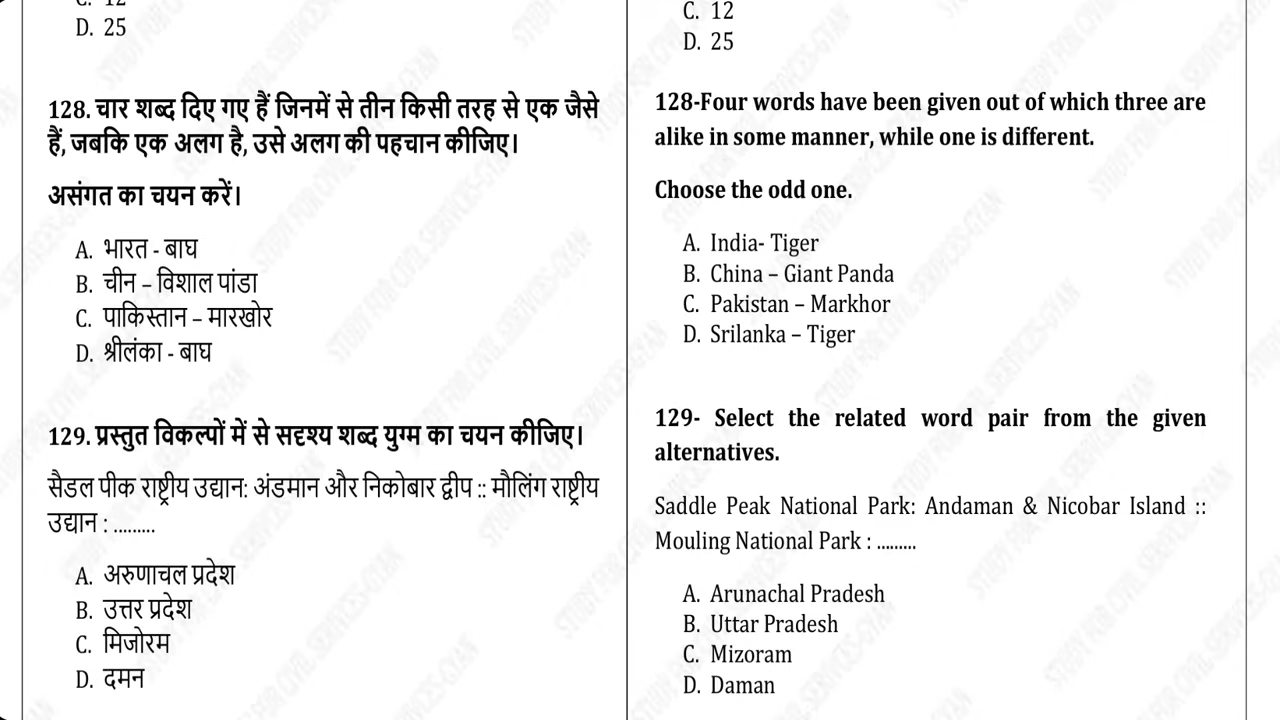 D. 25
128. चार शब्द दिए गए हैं जिनमें से तीन किसी तरह से एक जैसे
हैं, जबकि एक अलग है, उसे अलग की पहचान कीजिए।
असंगत का चयन करें।
A. भारत - बाघ
B. चीन – विशाल पांडा
C. पाकिस्तान – मारखोर
D. श्रीलंका - बाघ
129. प्रस्तुत विकल्पों में से सदृश्य शब्द युग्म का चयन कीजिए।
सैडल पीक राष्ट्रीय उद्यान: अंडमान और निकोबार द्वीप :: मौलिंग राष्ट्रीय
उद्यान : .........
A. अरुणाचल प्रदेश
B. उत्तर प्रदेश
C. मिजोरम
D. दमन
C. 12
D. 25
128-Four words have been given out of which three are
alike in some manner, while one is different.
Choose the odd one.
A. India- Tiger
B. China – Giant Panda
C. Pakistan – Markhor
D. Srilanka – Tiger
129- Select the related word pair from the given
alternatives.
Saddle Peak National Park: Andaman & Nicobar Island ::
Mouling National Park : .........
A. Arunachal Pradesh
B. Uttar Pradesh
C. Mizoram
D. Daman